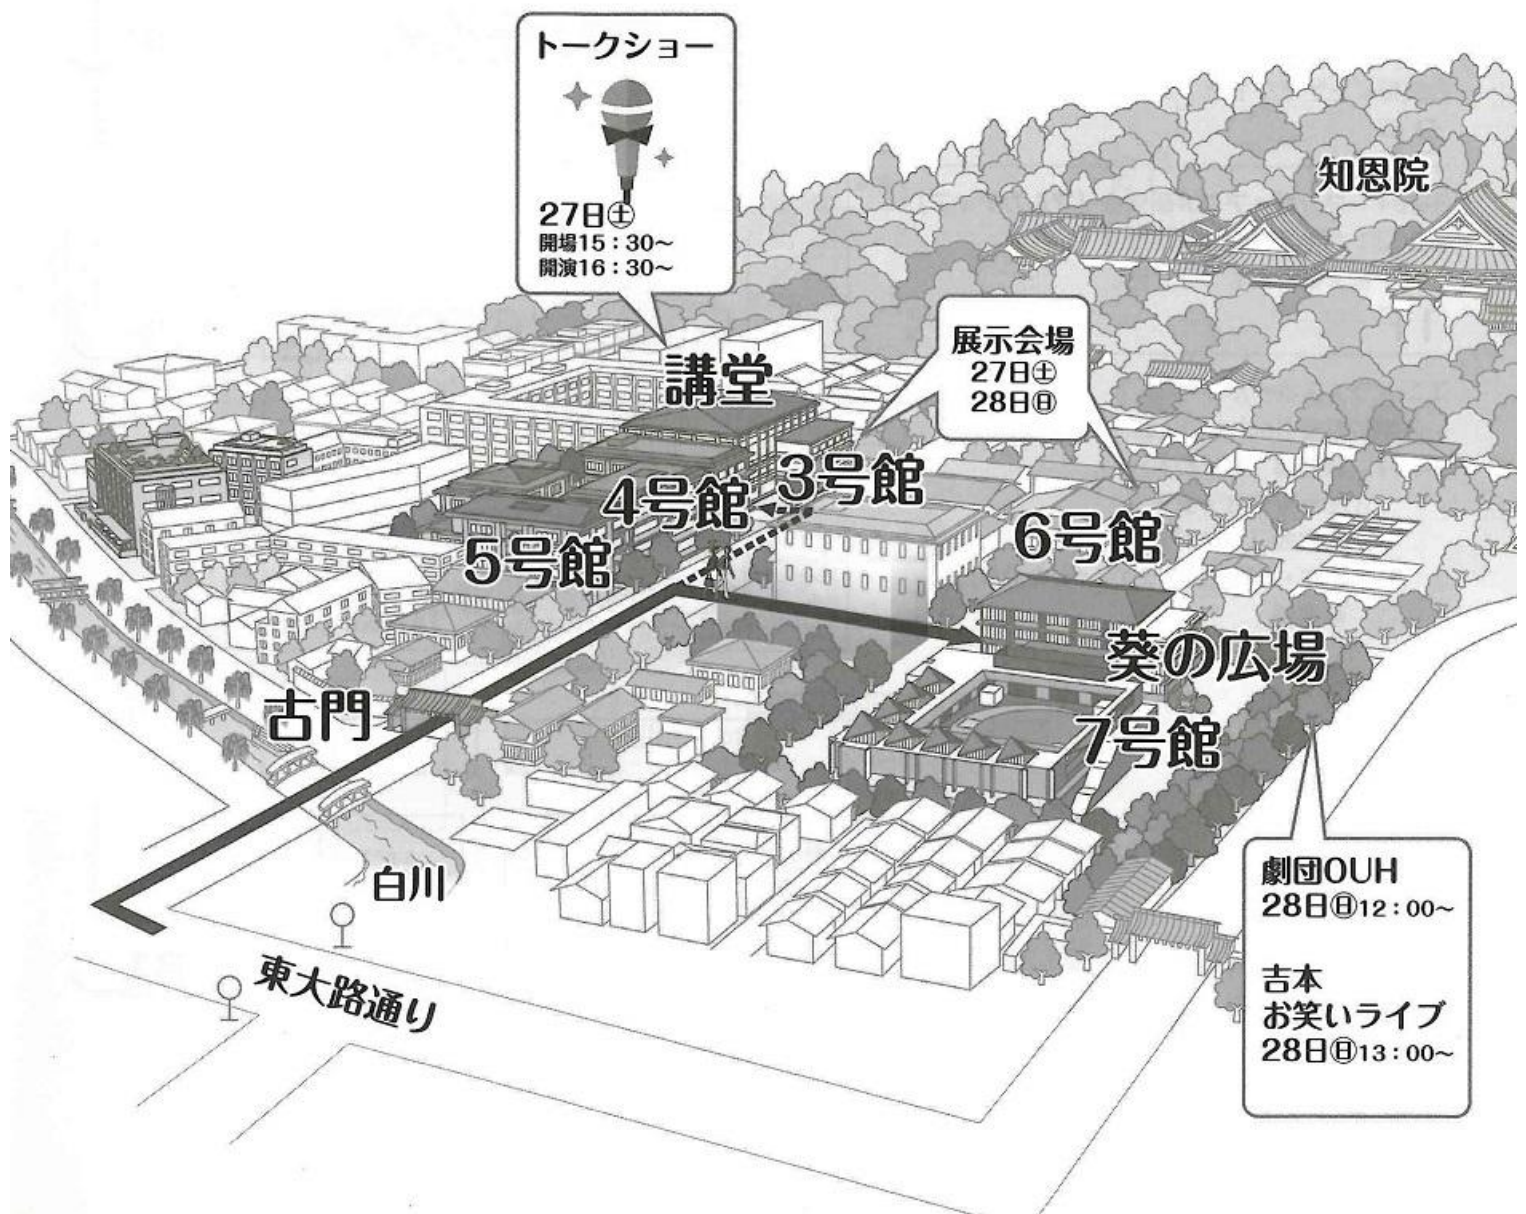 トークショー
27日㊏
開場15：30〜
開演16：30〜
知恩院
展示会場
27日㊏
28日㊐
講堂
3号館
4号館
5号館
6号館
葵の広場
7号館
古門
白川
東大路通り
劇団OUH
28日㊐12：00〜
吉本
お笑いライブ
28日㊐13：00〜